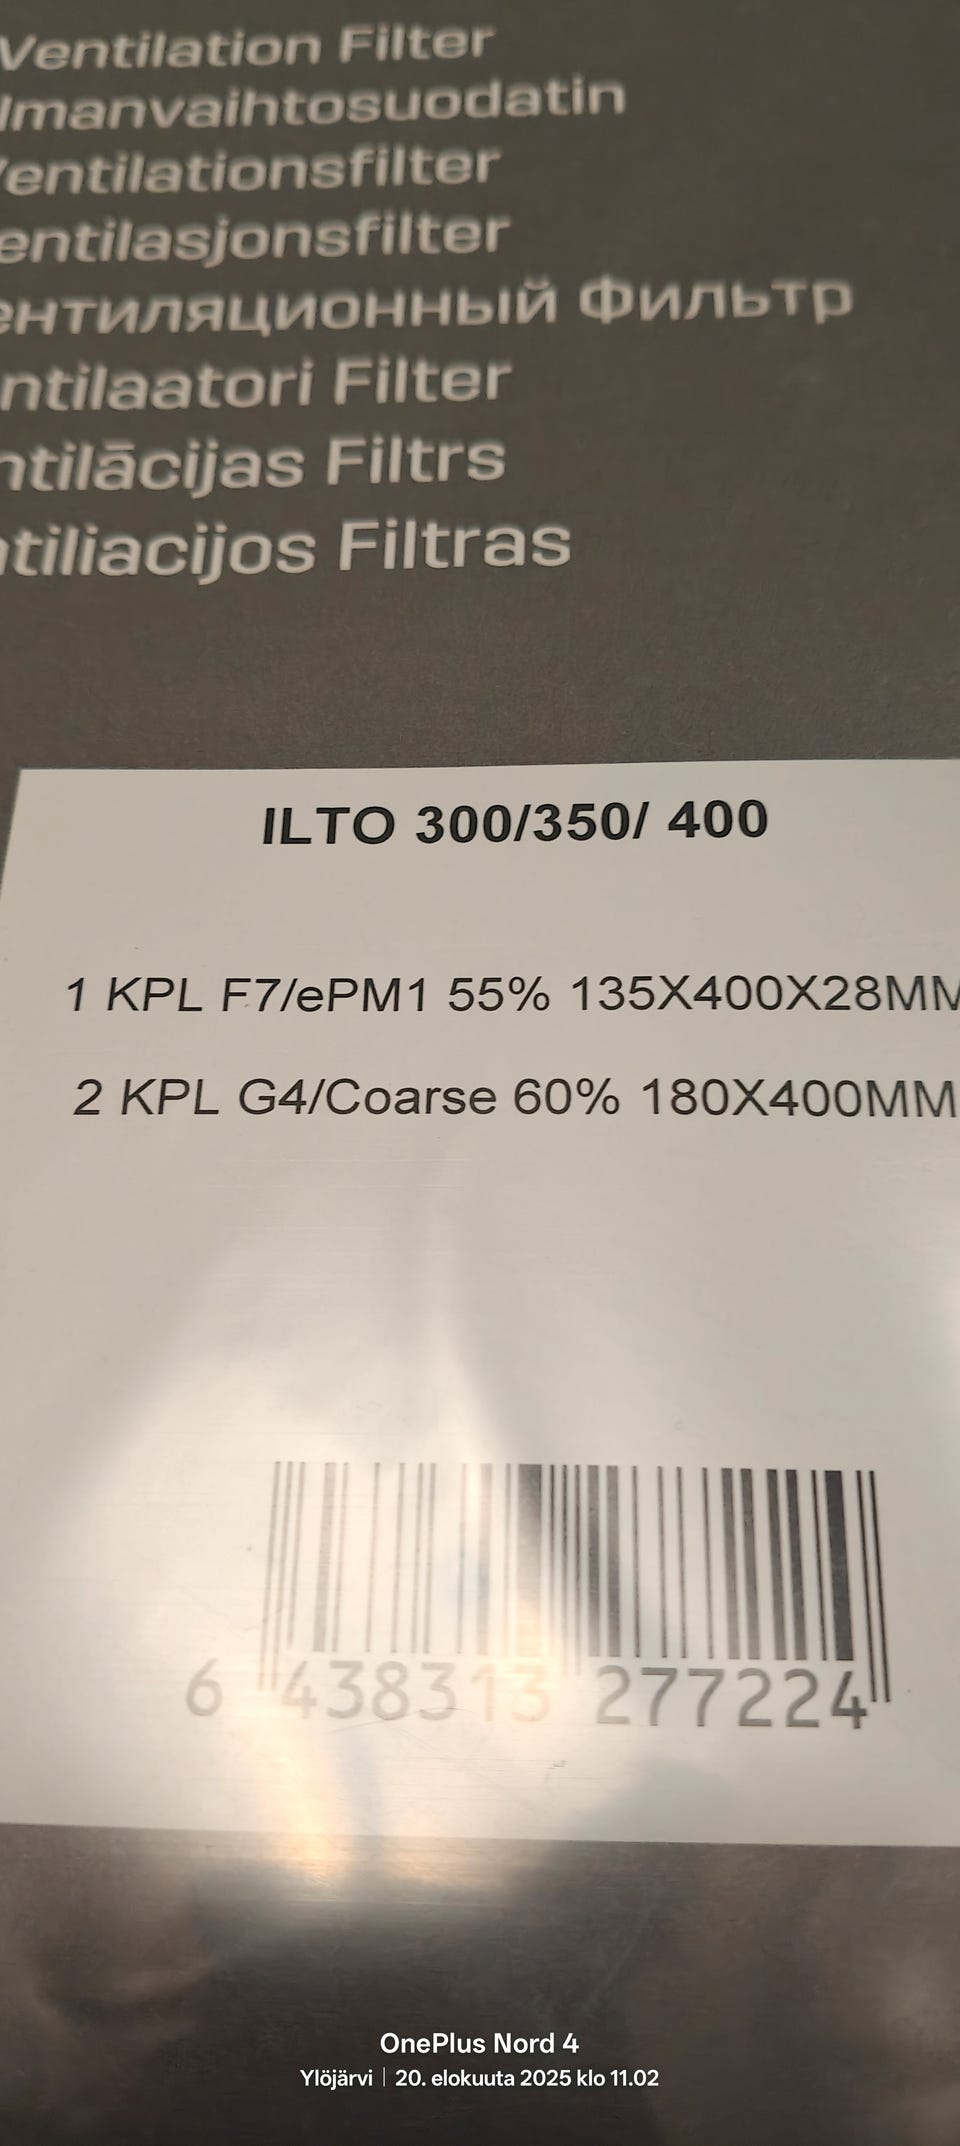 Ventilation Filter
lmanvaihtosuodatin
Ventilationsfilter
entilasjonsfilter
ентиляционный Фильтр
ntilaatori Filter
ntilācijas Filtrs
tiliacijos Filtras
ILTO 300/350/ 400
1 KPL F7/ePM1 55% 135X400X28MM
2 KPL G4/Coarse 60% 180X400MM
6 438313 277224
OnePlus Nord 4
Ylöjärvi | 20. elokuuta 2025 klo 11.02